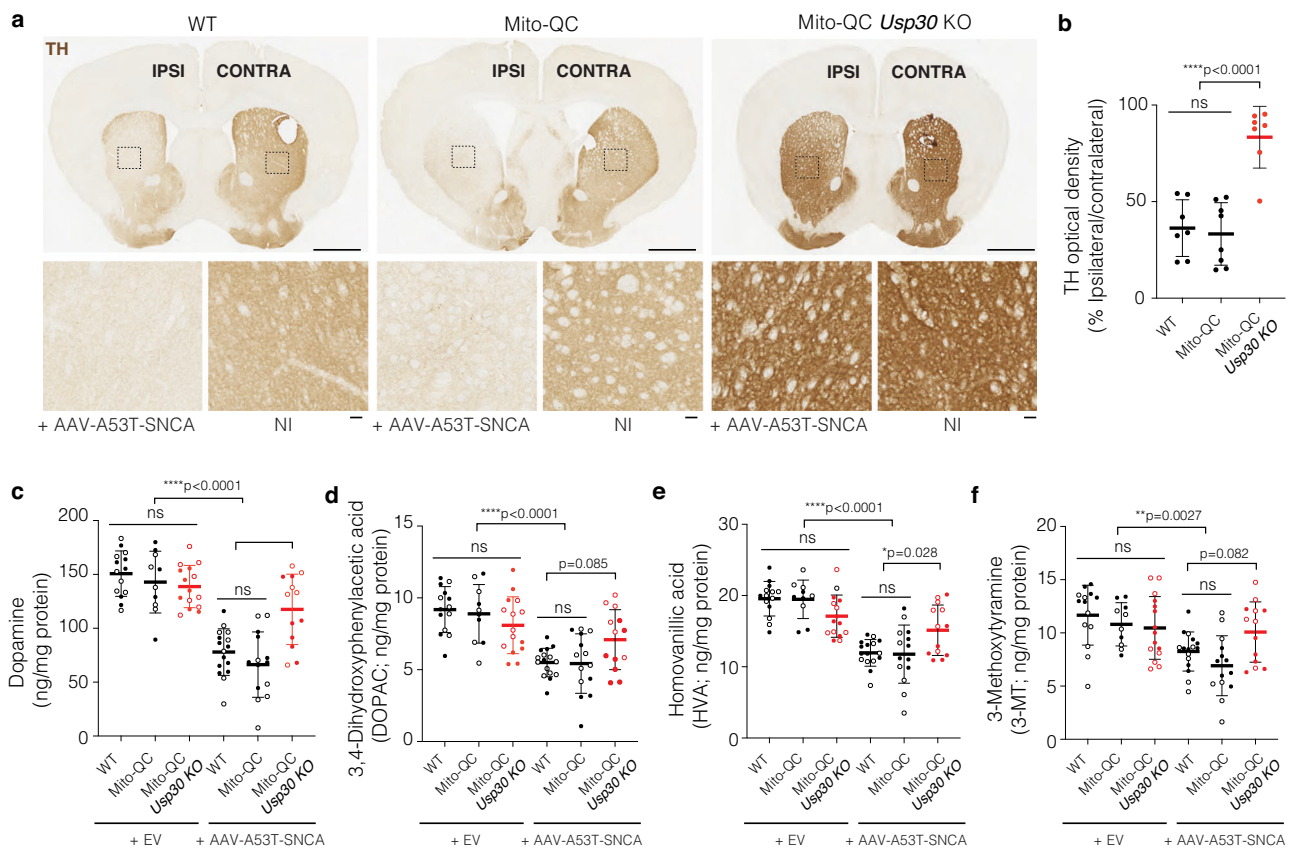 a
WT
Mito-QC
Mito-QC Usp30 KO
TH
IPSI CONTRA
IPSI CONTRA
IPSI CONTRA
+ AAV-A53T-SNCA
NI
+ AAV-A53T-SNCA
NI
+ AAV-A53T-SNCA
NI
b
****p<0.0001
ns
100
50
0
TH optical density
(% Ipsilateral/contralateral)
WT
Mito-QC
Mito-QC
Usp30 KO
c
****p<0.0001
ns
ns
200
150
100
50
0
Dopamine
(ng/mg protein)
WT
Mito-QC
Mito-QC
Usp30 KO
WT
Mito-QC
Mito-QC
Usp30 KO
+ EV
+ AAV-A53T-SNCA
d
****p<0.0001
ns
p=0.085
ns
15
10
5
0
3,4-Dihydroxyphenylacetic acid
(DOPAC; ng/mg protein)
WT
Mito-QC
Mito-QC
Usp30 KO
WT
Mito-QC
Mito-QC
Usp30 KO
+ EV
+ AAV-A53T-SNCA
e
****p<0.0001
ns
*p=0.028
ns
30
20
10
0
Homovanillic acid
(HVA; ng/mg protein)
WT
Mito-QC
Mito-QC
Usp30 KO
WT
Mito-QC
Mito-QC
Usp30 KO
+ EV
+ AAV-A53T-SNCA
f
**p=0.0027
ns
p=0.082
ns
20
15
10
5
0
3-Methoxytyramine
(3-MT; ng/mg protein)
WT
Mito-QC
Mito-QC
Usp30 KO
WT
Mito-QC
Mito-QC
Usp30 KO
+ EV
+ AAV-A53T-SNCA